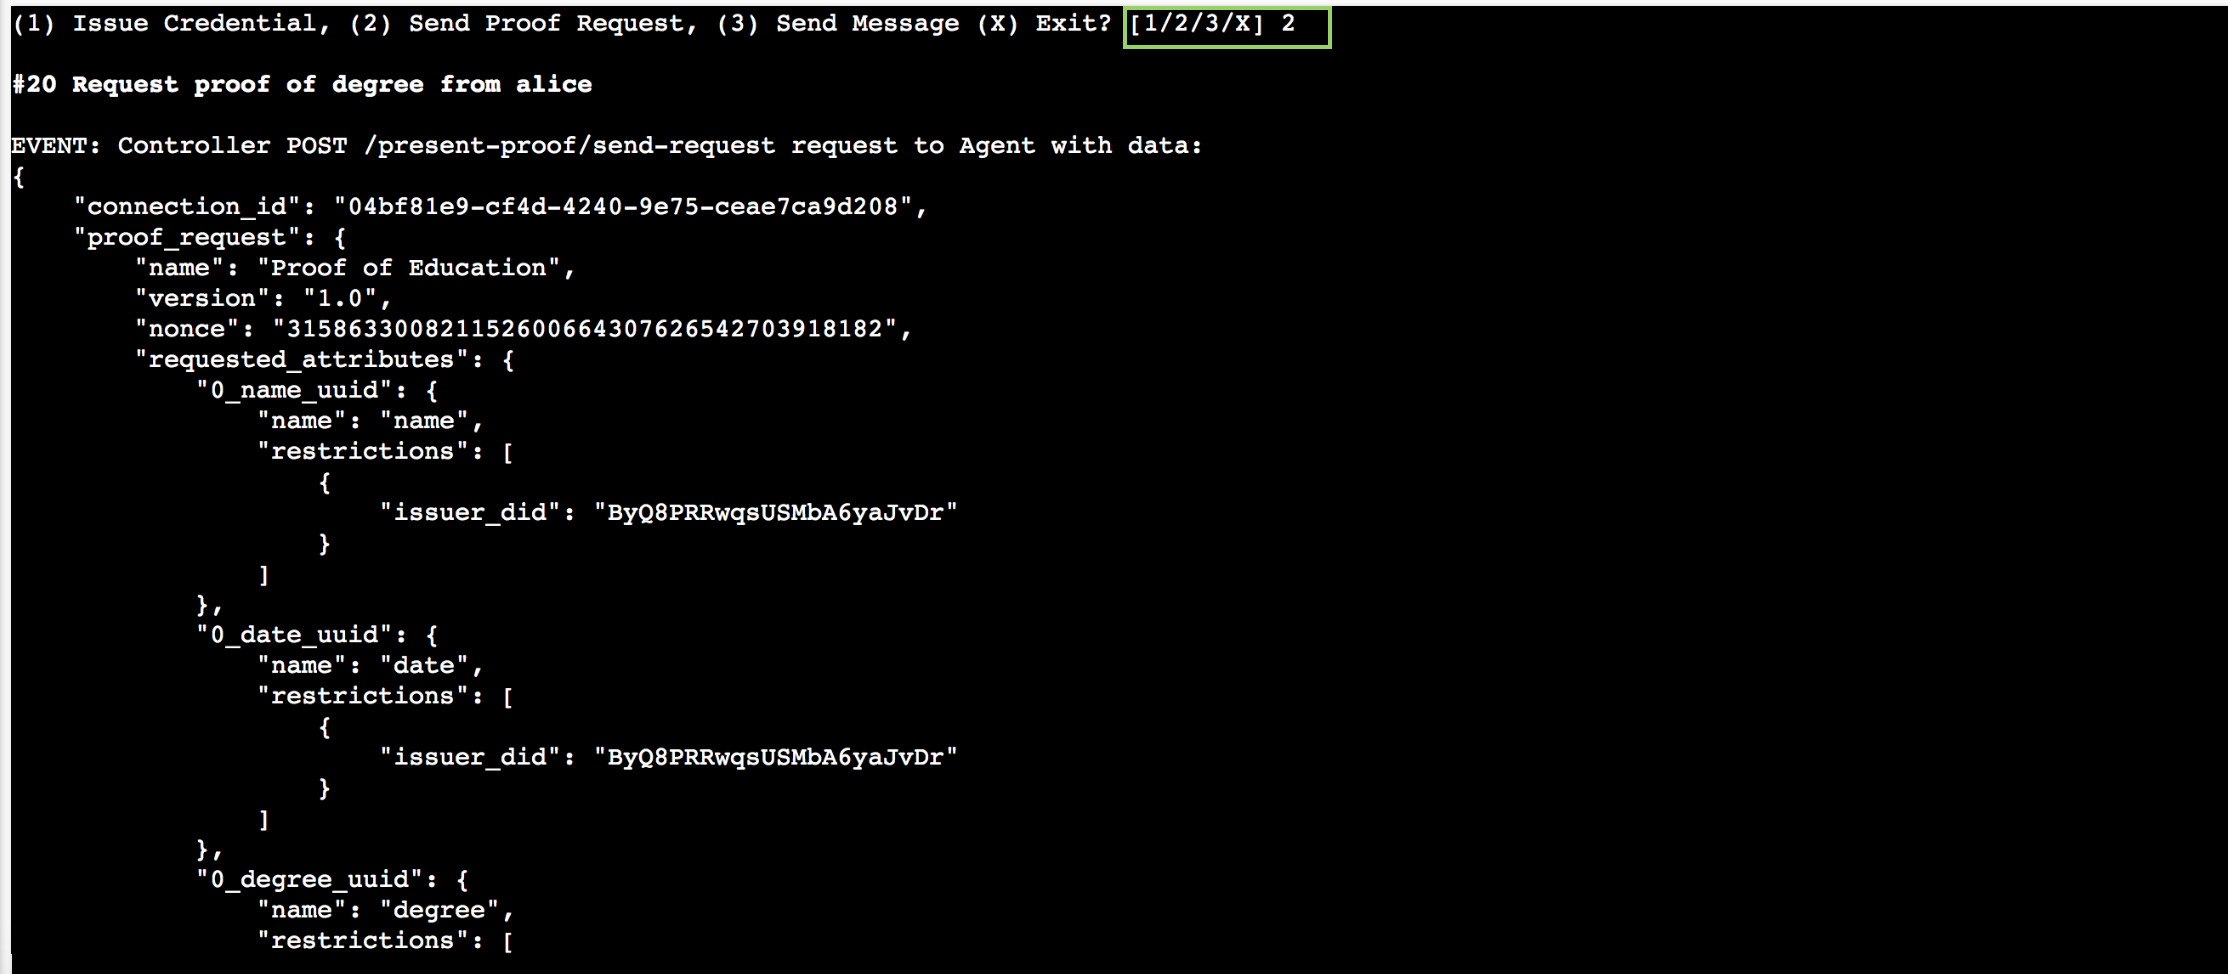 (1) Issue Credential, (2) Send Proof Request, (3) Send Message (X) Exit? [1/2/3/X] 2
#20 Request proof of degree from alice
EVENT: Controller POST /present-proof/send-request request to Agent with data:
{
    "connection_id": "04bf81e9-cf4d-4240-9e75-ceae7ca9d208",
    "proof_request": {
        "name": "Proof of Education",
        "version": "1.0",
        "nonce": "315863300821152600664307626542703918182",
        "requested_attributes": {
            "0_name_uuid": {
                "name": "name",
                "restrictions": [
                    {
                        "issuer_did": "ByQ8PRRwqsUSMbA6yaJvDr"
                    }
                ]
            },
            "0_date_uuid": {
                "name": "date",
                "restrictions": [
                    {
                        "issuer_did": "ByQ8PRRwqsUSMbA6yaJvDr"
                    }
                ]
            },
            "0_degree_uuid": {
                "name": "degree",
                "restrictions": [